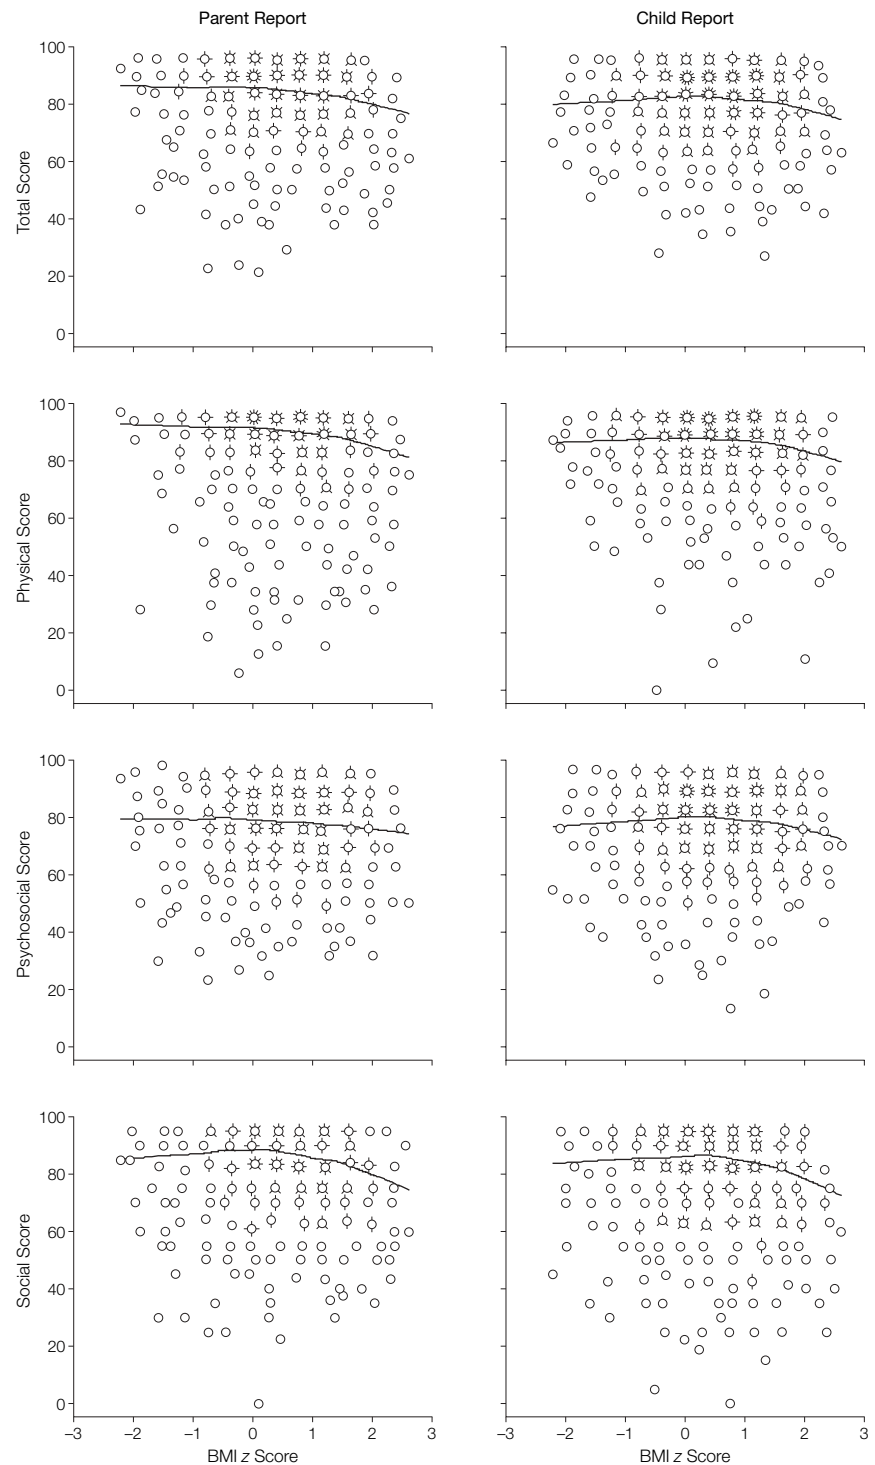 Parent Report
Child Report
100
80
60
40
20
0
Total Score
100
80
60
40
20
0
Physical Score
100
80
60
40
20
0
Psychosocial Score
100
80
60
40
20
0
Social Score
−3 −2 −1 0 1 2 3
−3 −2 −1 0 1 2 3
BMI z Score
BMI z Score